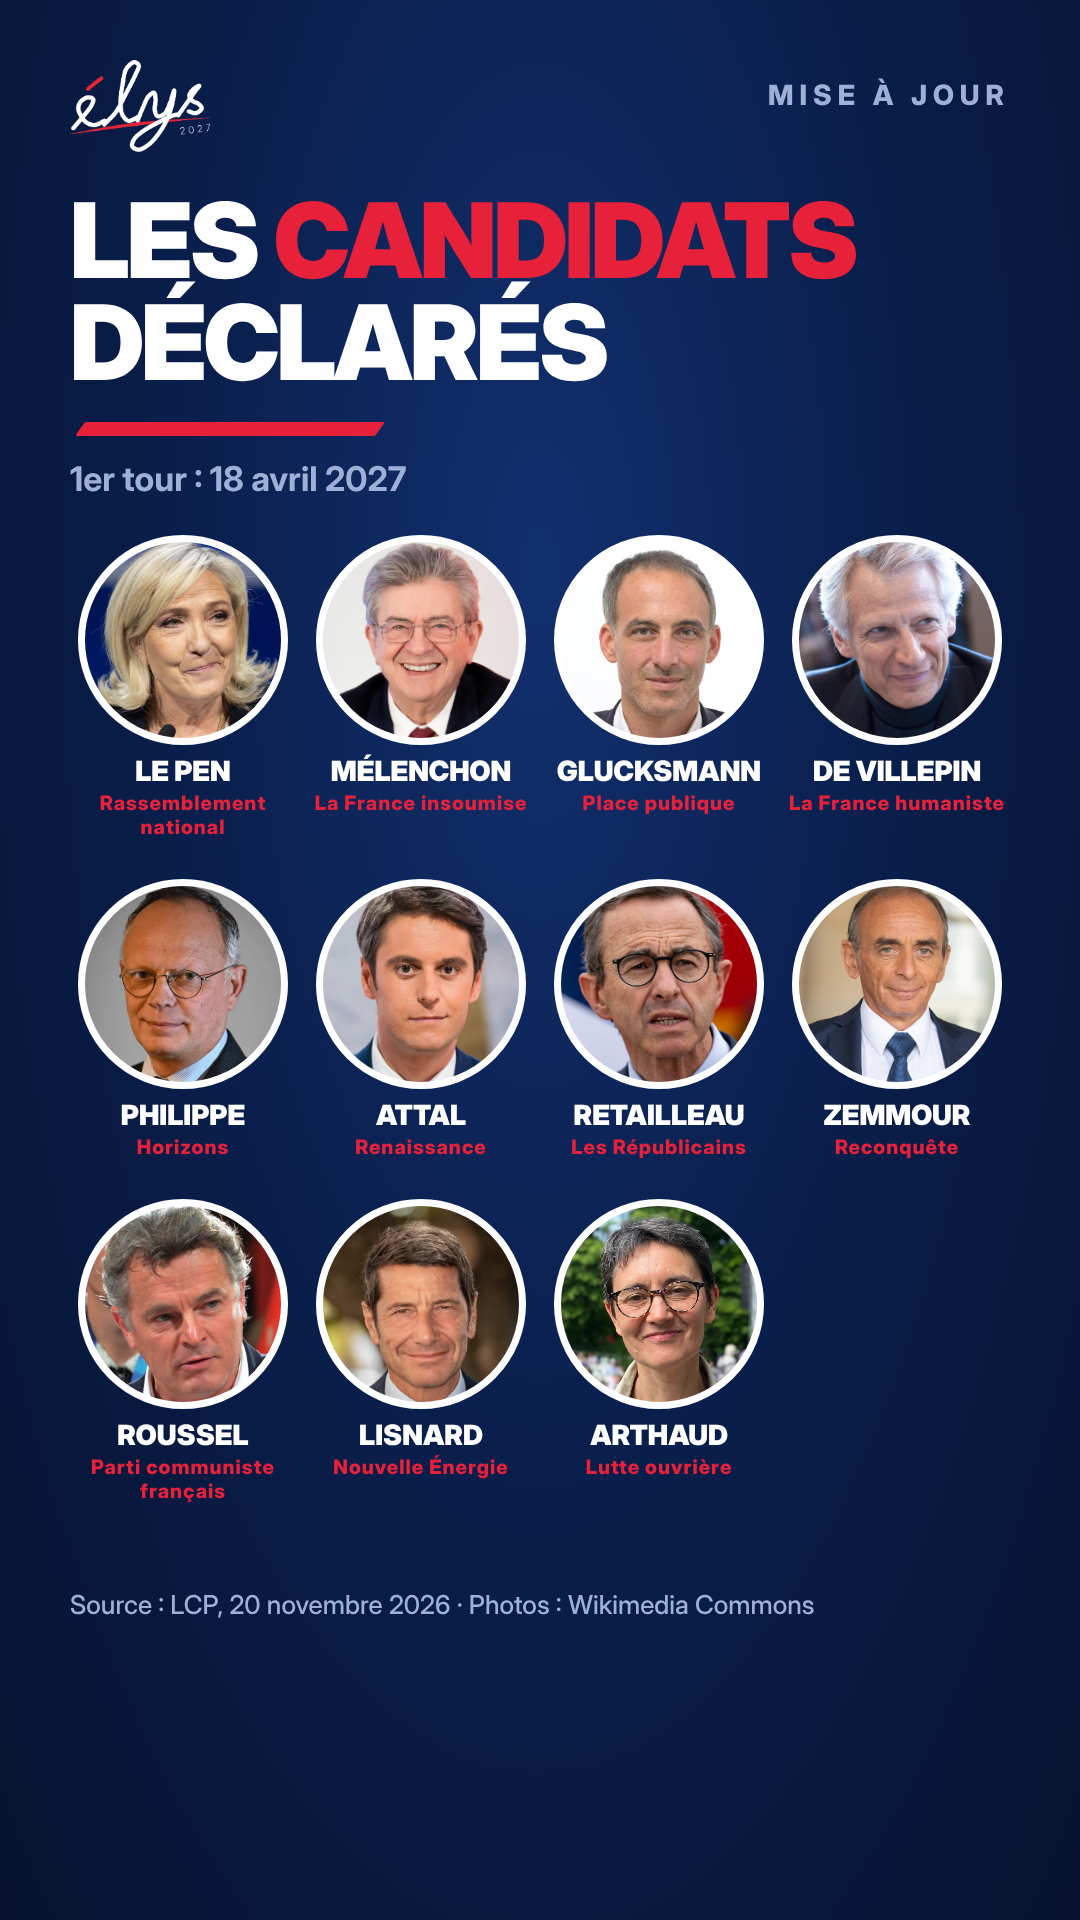 élys
2027
MISE À JOUR
LES CANDIDATS
DÉCLARÉS
1er tour : 18 avril 2027
LE PEN
Rassemblement
national
MÉLENCHON
La France insoumise
GLUCKSMANN
Place publique
DE VILLEPIN
La France humaniste
PHILIPPE
Horizons
ATTAL
Renaissance
RETAILLEAU
Les Républicains
ZEMMOUR
Reconquête
ROUSSEL
Parti communiste
français
LISNARD
Nouvelle Énergie
ARTHAUD
Lutte ouvrière
Source : LCP, 20 novembre 2026 · Photos : Wikimedia Commons